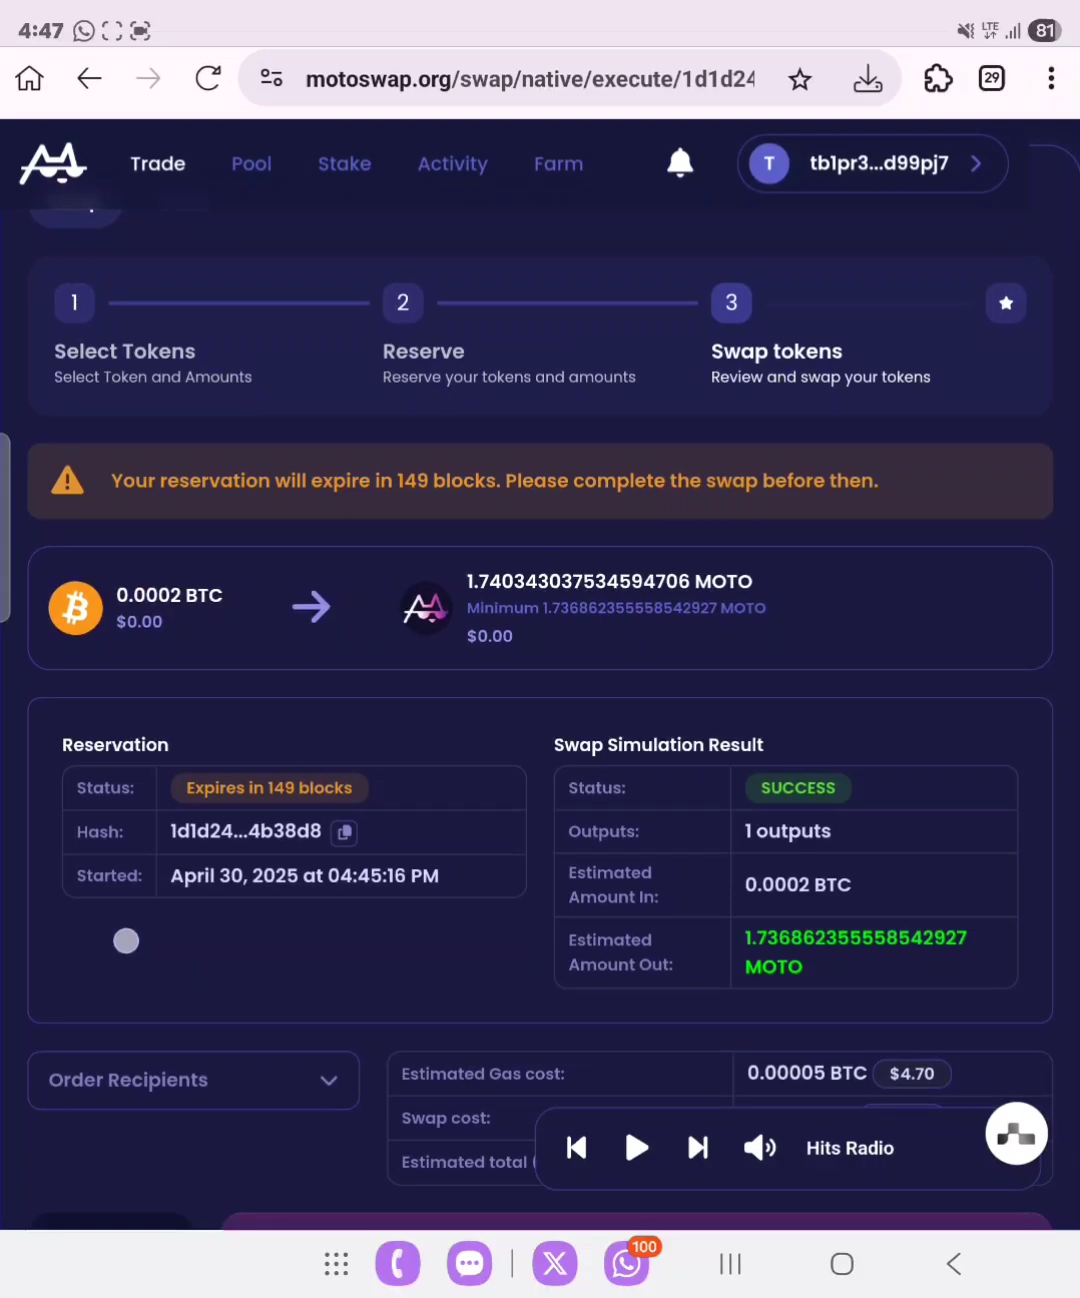 4:47
LTE
81
motoswap.org/swap/native/execute/1d1d24
29
Trade
Pool
Stake
Activity
Farm
T
tb1pr3...d99pj7
1
2
3
Select Tokens
Select Token and Amounts
Reserve
Reserve your tokens and amounts
Swap tokens
Review and swap your tokens
Your reservation will expire in 149 blocks. Please complete the swap before then.
0.0002 BTC
$0.00
1.740343037534594706 MOTO
Minimum 1.736862355558542927 MOTO
$0.00
Reservation
Status:
Expires in 149 blocks
Hash:
1d1d24...4b38d8
Started:
April 30, 2025 at 04:45:16 PM
Swap Simulation Result
Status:
SUCCESS
Outputs:
1 outputs
Estimated
Amount In:
0.0002 BTC
Estimated
Amount Out:
1.736862355558542927
MOTO
Order Recipients
Estimated Gas cost:
0.00005 BTC
$4.70
Swap cost:
Estimated total
Hits Radio
100